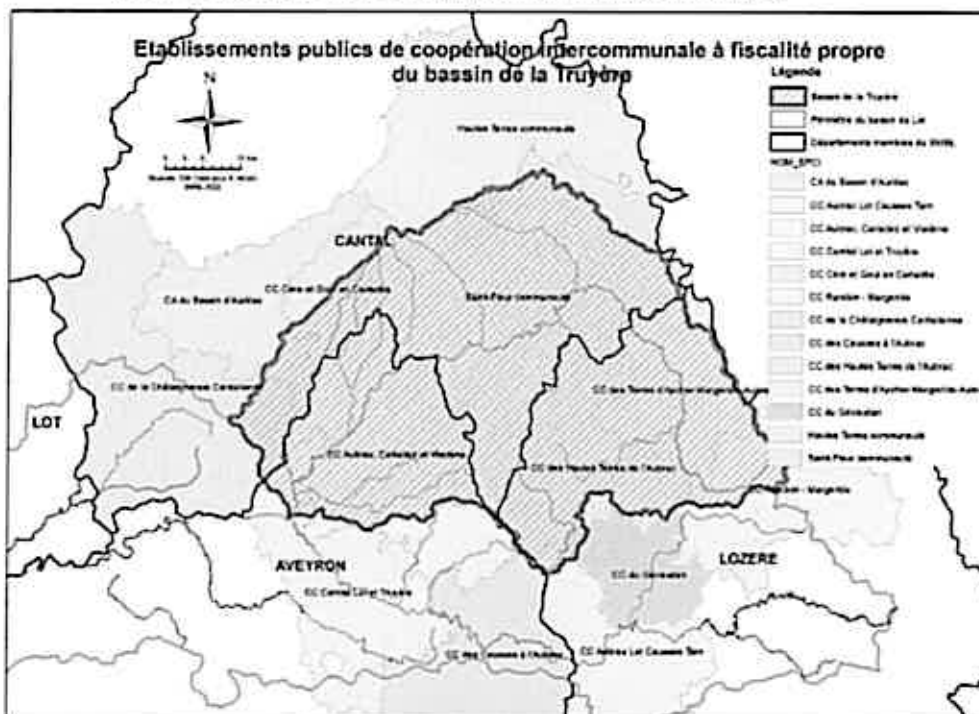 Etablissements publics de coopération intercommunale à fiscalité propre
du bassin de la Truyère
N
Légende
Bassin de la Truyère
Périmètre du bassin du Lot
Départements membres du
CA du Bassin d'Aurillac
CC Aubrac Lot Causses Tarn
CC Aubrac, Carladez et Viadène
CC Comtal Lot et Truyère
CC Cère et Goul en Carladès
CC Randon - Margeride
CC de la Châtaigneraie Cantalienne
CC des Causses à l'Aubrac
CC des Hautes Terres de l'Aubrac
CC des Terres d'Apcher-Margeride-Aubrac
CC du Gévaudan
Hautes Terres communauté
Saint-Flour communauté
Hautes Terres communauté
CANTAL
CC Cère et Goul en Carladès
CA du Bassin d'Aurillac
Saint-Flour communauté
CC de la Châtaigneraie Cantalienne
CC des Terres d'Apcher-Margeride-Aubrac
LOT
CC Aubrac, Carladez et Viadène
CC des Hautes Terres de l'Aubrac
- Margeride
AVEYRON
LOZERE
CC du Gévaudan
CC Comtal Lot et Truyère
CC des Causses à l'Aubrac
CC Aubrac Lot Causses Tarn